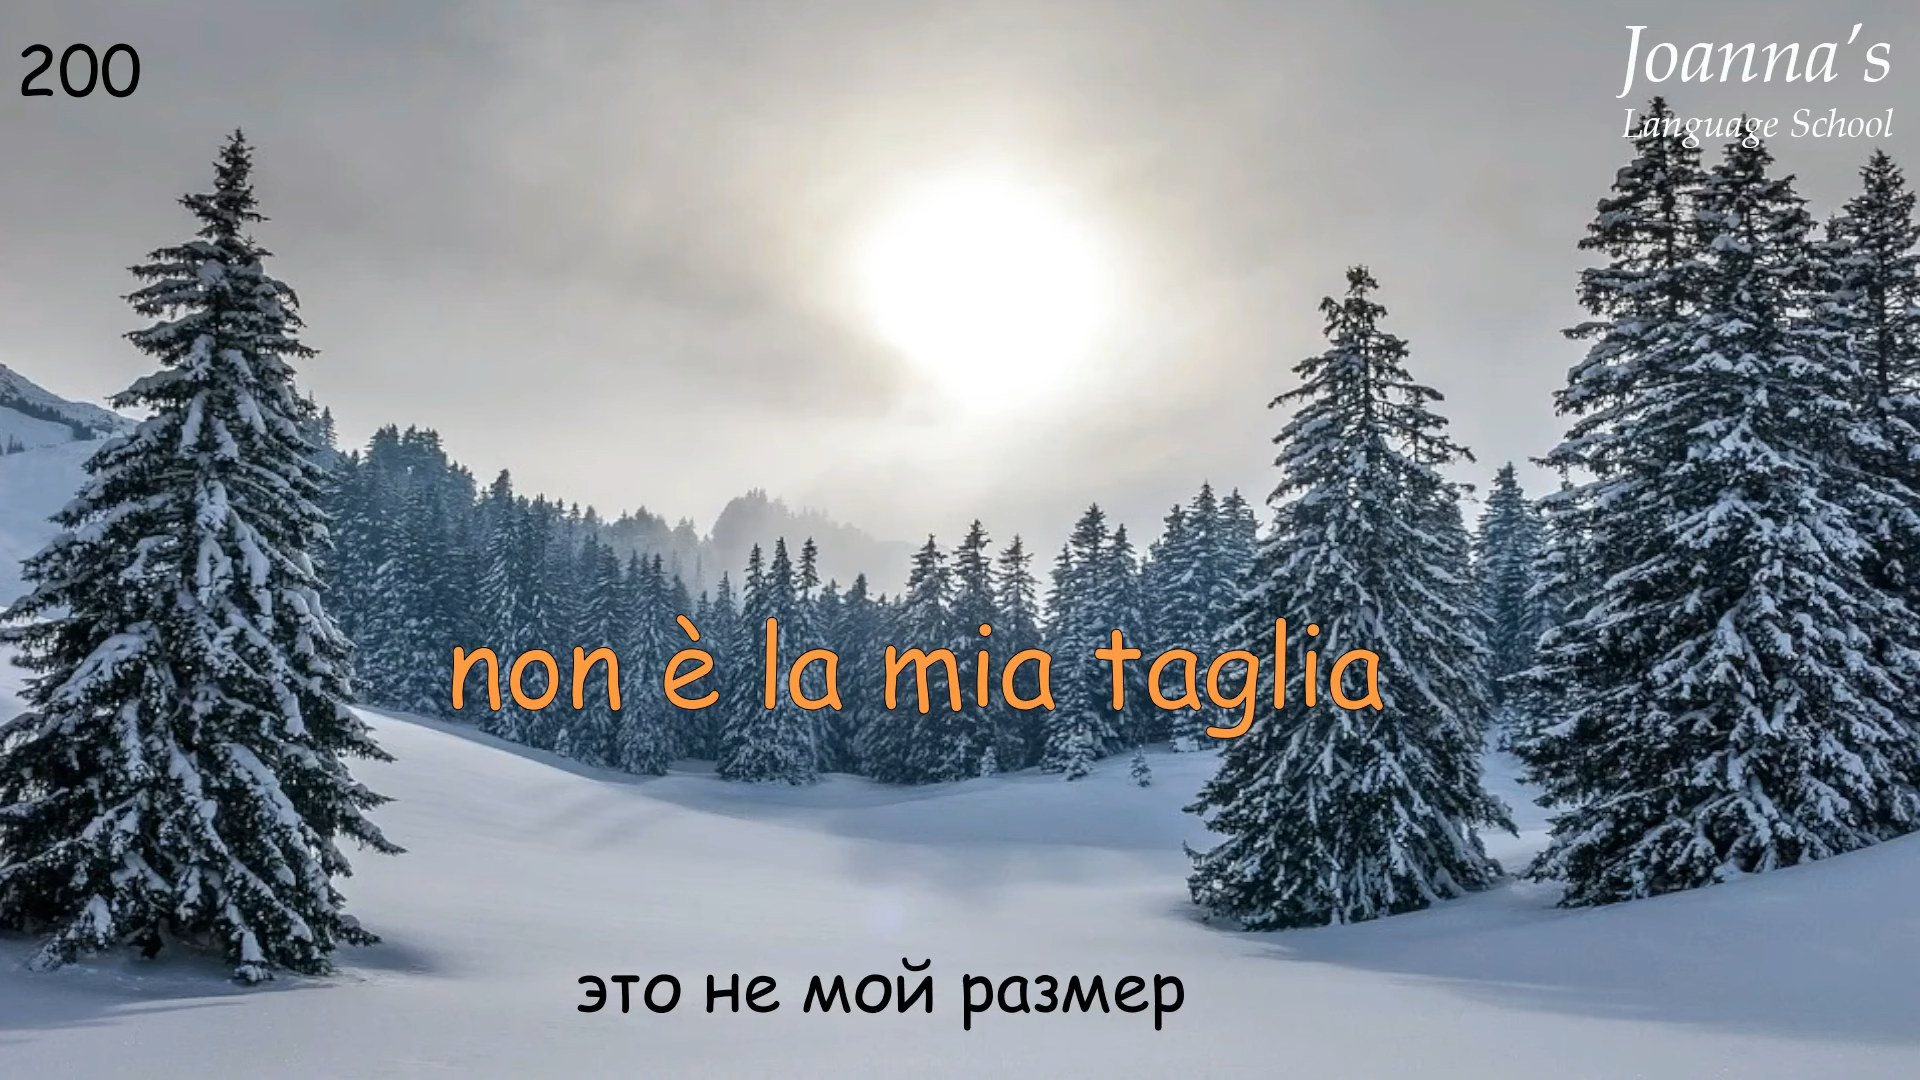 200
Joanna's
Language School
non è la mia taglia
это не мой размер